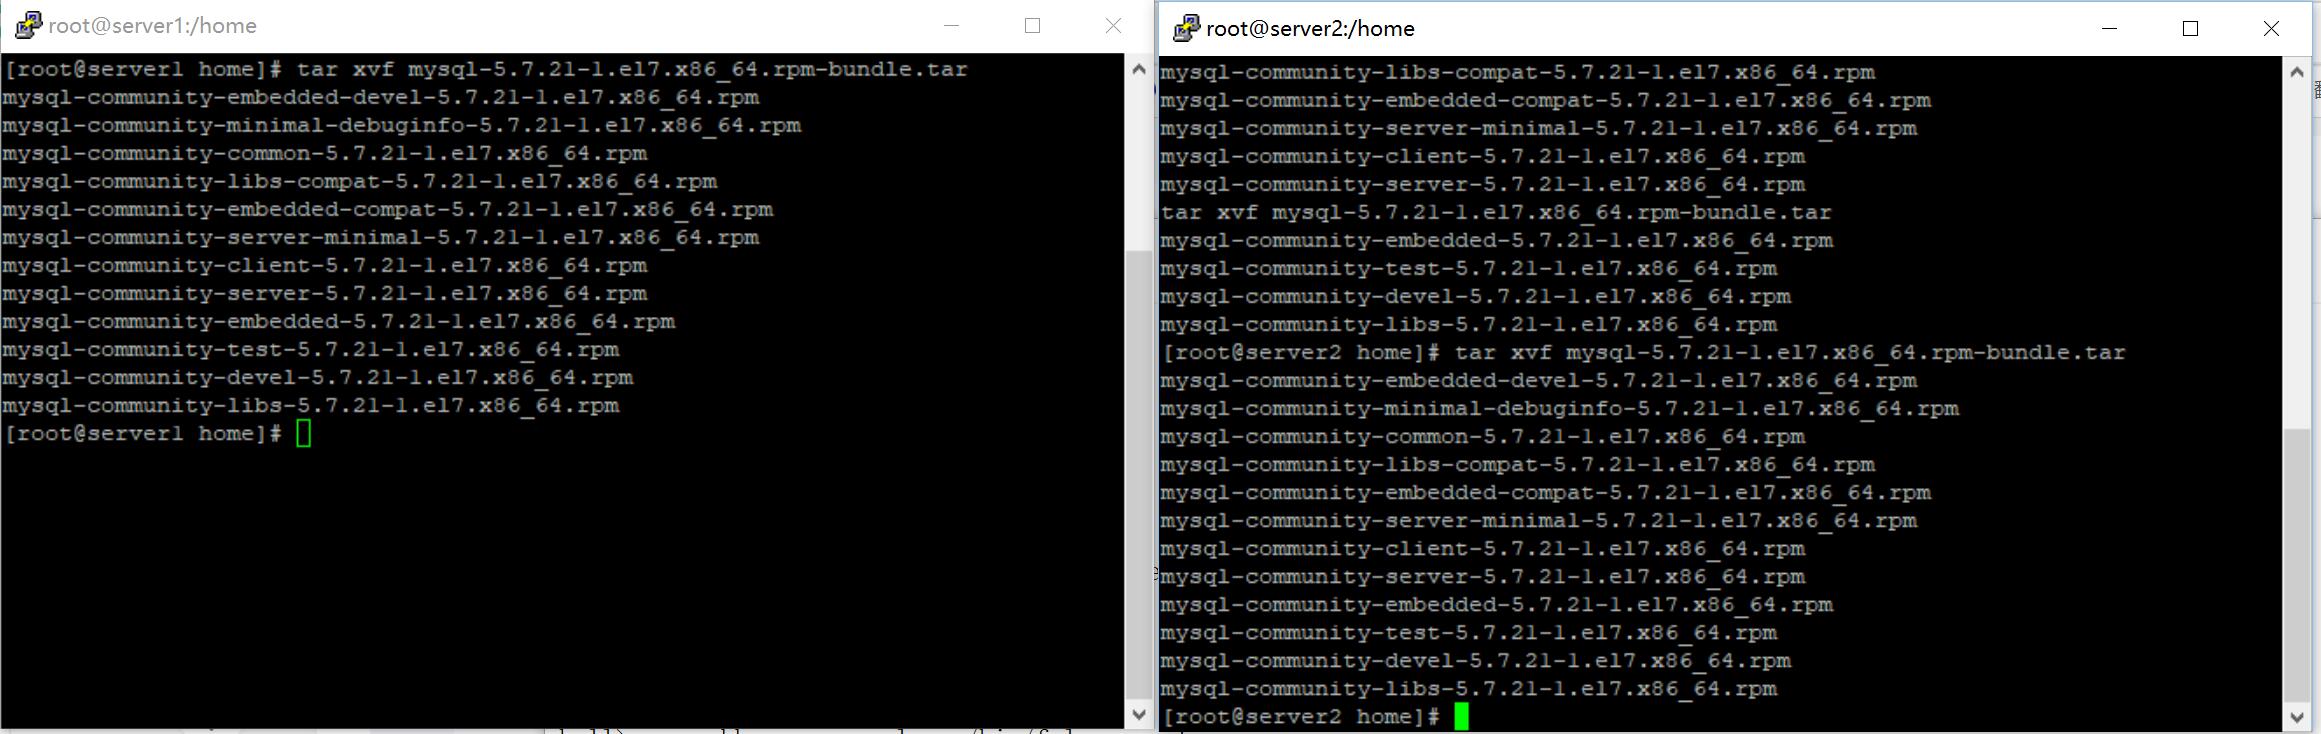 root@server1:/home
[root@server1 home]# tar xvf mysql-5.7.21-1.el7.x86_64.rpm-bundle.tar
mysql-community-embedded-devel-5.7.21-1.el7.x86_64.rpm
mysql-community-minimal-debuginfo-5.7.21-1.el7.x86_64.rpm
mysql-community-common-5.7.21-1.el7.x86_64.rpm
mysql-community-libs-compat-5.7.21-1.el7.x86_64.rpm
mysql-community-embedded-compat-5.7.21-1.el7.x86_64.rpm
mysql-community-server-minimal-5.7.21-1.el7.x86_64.rpm
mysql-community-client-5.7.21-1.el7.x86_64.rpm
mysql-community-server-5.7.21-1.el7.x86_64.rpm
mysql-community-embedded-5.7.21-1.el7.x86_64.rpm
mysql-community-test-5.7.21-1.el7.x86_64.rpm
mysql-community-devel-5.7.21-1.el7.x86_64.rpm
mysql-community-libs-5.7.21-1.el7.x86_64.rpm
[root@server1 home]#
root@server2:/home
mysql-community-libs-compat-5.7.21-1.el7.x86_64.rpm
mysql-community-embedded-compat-5.7.21-1.el7.x86_64.rpm
mysql-community-server-minimal-5.7.21-1.el7.x86_64.rpm
mysql-community-client-5.7.21-1.el7.x86_64.rpm
mysql-community-server-5.7.21-1.el7.x86_64.rpm
tar xvf mysql-5.7.21-1.el7.x86_64.rpm-bundle.tar
mysql-community-embedded-5.7.21-1.el7.x86_64.rpm
mysql-community-test-5.7.21-1.el7.x86_64.rpm
mysql-community-devel-5.7.21-1.el7.x86_64.rpm
mysql-community-libs-5.7.21-1.el7.x86_64.rpm
[root@server2 home]# tar xvf mysql-5.7.21-1.el7.x86_64.rpm-bundle.tar
mysql-community-embedded-devel-5.7.21-1.el7.x86_64.rpm
mysql-community-minimal-debuginfo-5.7.21-1.el7.x86_64.rpm
mysql-community-common-5.7.21-1.el7.x86_64.rpm
mysql-community-libs-compat-5.7.21-1.el7.x86_64.rpm
mysql-community-embedded-compat-5.7.21-1.el7.x86_64.rpm
mysql-community-server-minimal-5.7.21-1.el7.x86_64.rpm
mysql-community-client-5.7.21-1.el7.x86_64.rpm
mysql-community-server-5.7.21-1.el7.x86_64.rpm
mysql-community-embedded-5.7.21-1.el7.x86_64.rpm
mysql-community-test-5.7.21-1.el7.x86_64.rpm
mysql-community-devel-5.7.21-1.el7.x86_64.rpm
mysql-community-libs-5.7.21-1.el7.x86_64.rpm
[root@server2 home]#